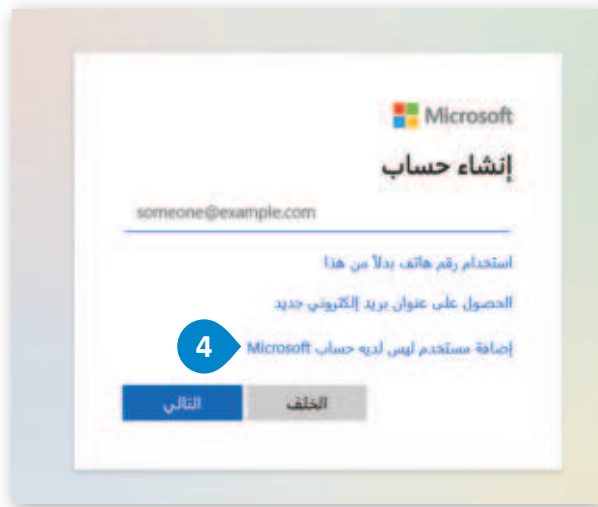 Microsoft
إنشاء حساب
someone@example.com
استخدام رقم هاتف بدلاً من هذا
الحصول على عنوان بريد إلكتروني جديد
إضافة مستخدم ليس لديه حساب Microsoft
4
الخلف
التالي